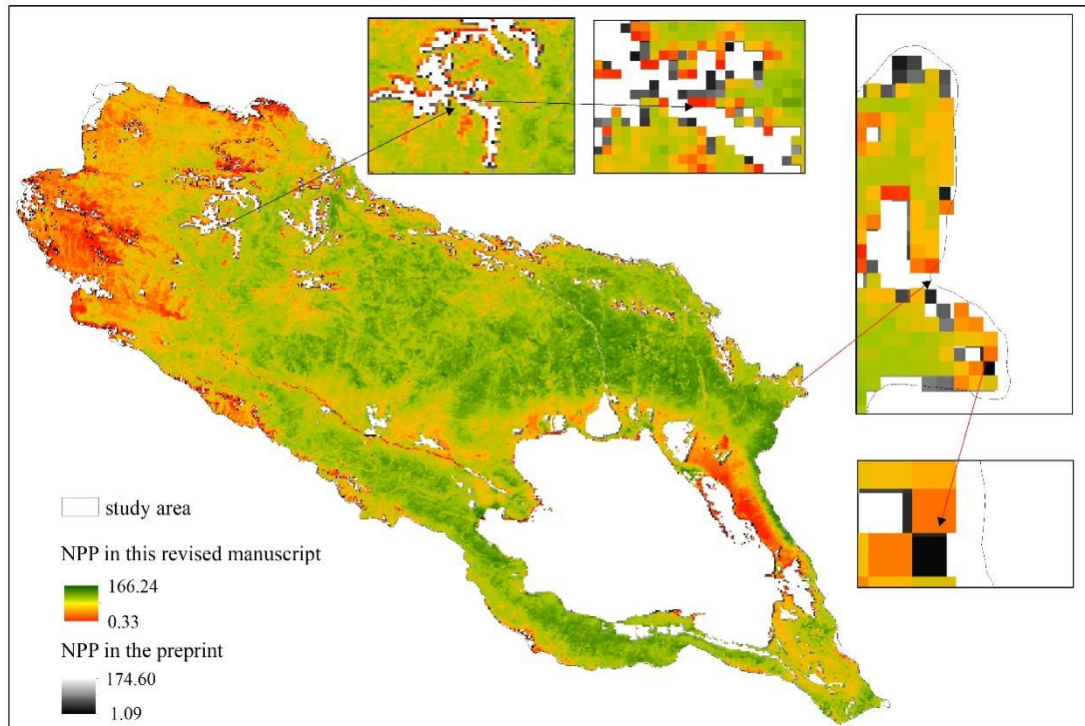 study area
NPP in this revised manuscript
166.24
0.33
NPP in the preprint
174.60
1.09